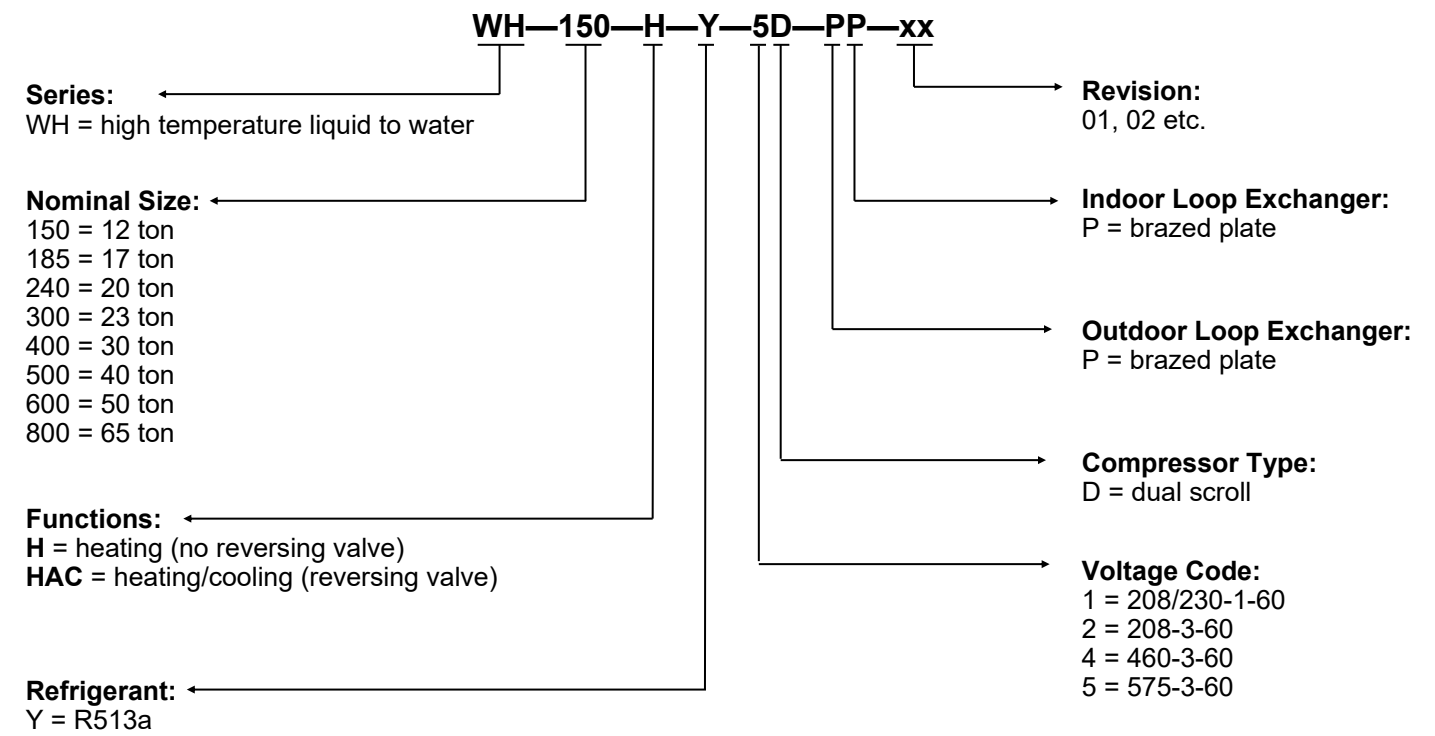 WH—150—H—Y—5D—PP—xx
Series:
WH = high temperature liquid to water
Nominal Size:
150 = 12 ton
185 = 17 ton
240 = 20 ton
300 = 23 ton
400 = 30 ton
500 = 40 ton
600 = 50 ton
800 = 65 ton
Functions:
H = heating (no reversing valve)
HAC = heating/cooling (reversing valve)
Refrigerant:
Y = R513a
Revision:
01, 02 etc.
Indoor Loop Exchanger:
P = brazed plate
Outdoor Loop Exchanger:
P = brazed plate
Compressor Type:
D = dual scroll
Voltage Code:
1 = 208/230-1-60
2 = 208-3-60
4 = 460-3-60
5 = 575-3-60